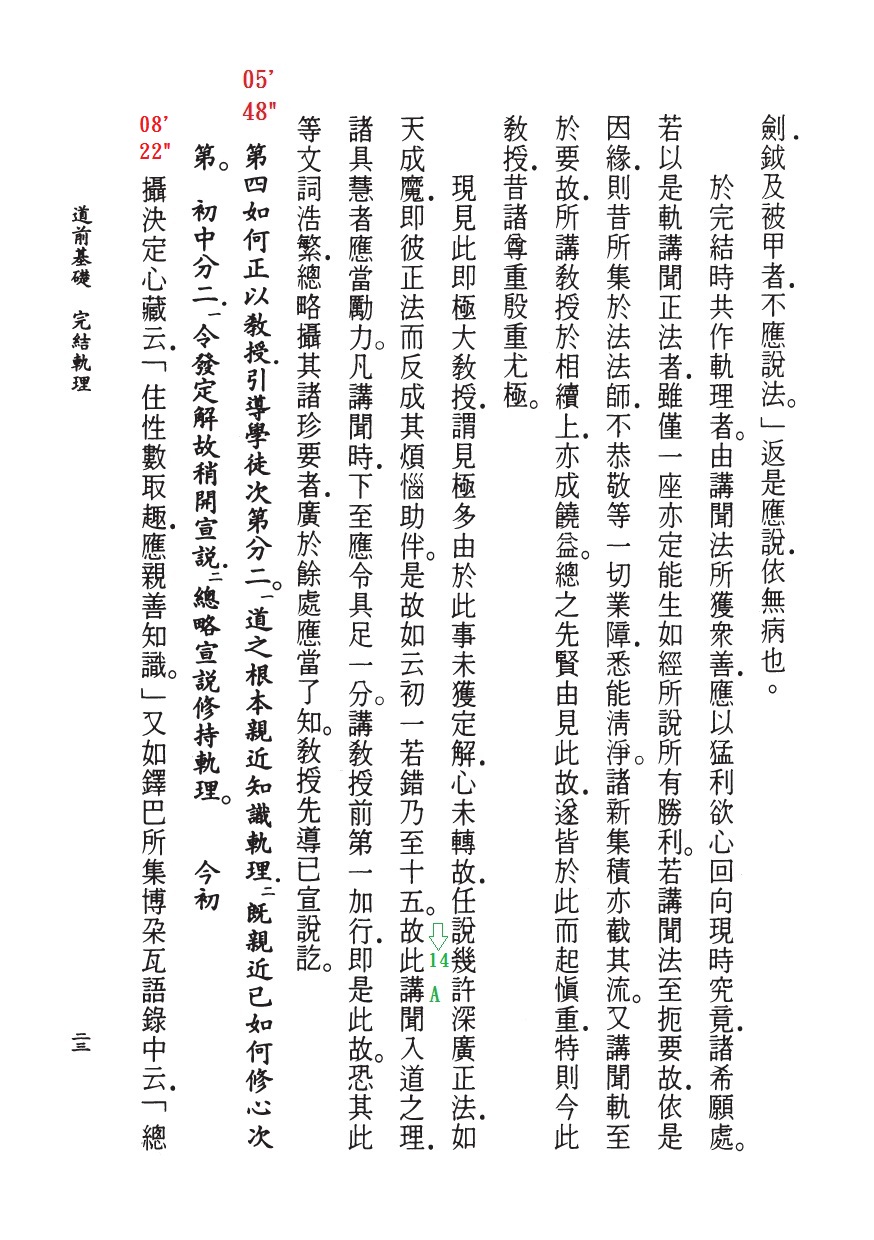 劍.鉞及被甲者.不應說法。」返是應說.依無病也。
於完結時共作軌理者。由講聞法所獲衆善.應以猛利欲心回向現時究竟.諸希願處。
若以是軌講聞正法者.雖僅一座亦定能生如經所說所有勝利。若講聞法至扼要故.依是
因緣.則昔所集於法法師.不恭敬等一切業障.悉能清淨。諸新集積亦截其流。又講聞軌至
於要故.所講教授於相續上.亦成饒益。總之先賢由見此故.遂皆於此而起慎重.特則今此
教授.昔諸尊重殷重尤極。
現見此即極大教授.謂見極多由於此事未獲定解.心未轉故.任說幾許深廣正法.如
天成魔.即彼正法而反成其煩惱助伴。是故如云初一若錯乃至十五。故此講聞入道之理.
14
A
諸具慧者應當勵力。凡講聞時.下至應令具足一分。講教授前第一加行.即是此故。恐其此
等文詞浩繁.總略攝其諸珍要者.廣於餘處應當了知。教授先導已宣說訖。
05’
48"
第四如何正以教授.引導學徒次第分二。一道之根本親近知識軌理.二既親近已如何修心次
第。 初中分二.一令發定解故稍開宣説.二總略宣説修持軌理。 今初
08’
22"
攝決定心藏云.「住性數取趣.應親善知識。」又如鐸巴所集博朶瓦語錄中云.「總
道前基礎 完結軌理
二三